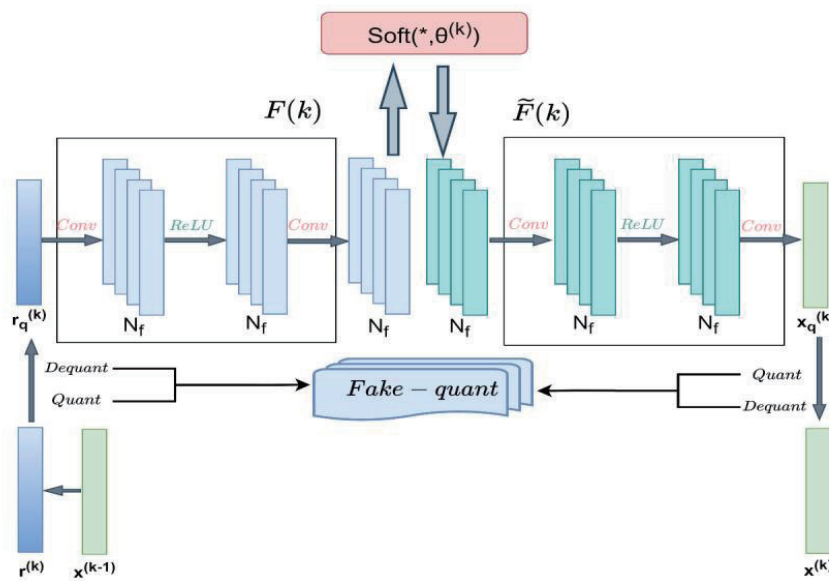 Soft(*,θ^(k))
F(k)
F̃(k)
Conv
ReLU
Conv
Conv
ReLU
Conv
r_q^(k)
N_f
N_f
N_f
N_f
N_f
N_f
x_q^(k
Dequant
Quant
Fake - quant
Quant
Dequant
r^(k)
x^(k-1)
x^(k